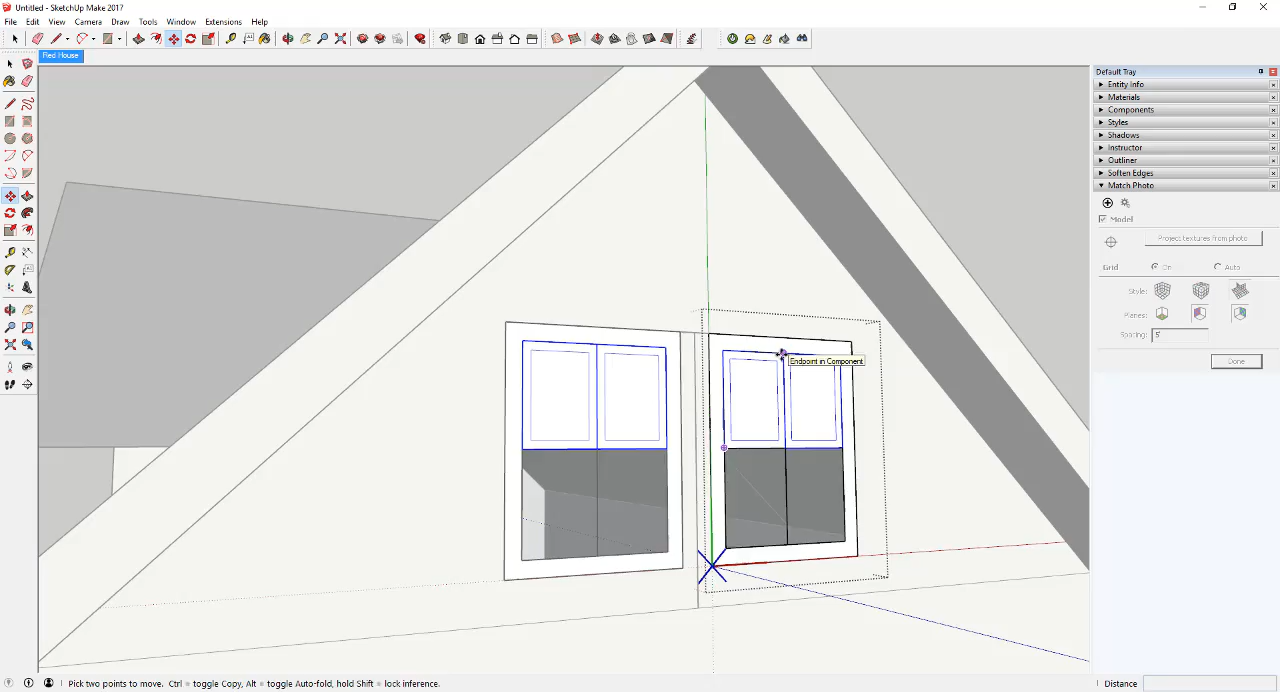 Untitled - SketchUp Make 2017
File Edit View Camera Draw Tools Window Extensions Help
Red House
Default Tray
Entity Info
Materials
Components
Styles
Shadows
Instructor
Outliner
Soften Edges
Match Photo
Model
Project textures from photo
Grid On Auto
Style:
Planes:
Spacing: 5'
Done
Endpoint in Component
Pick two points to move. Ctrl = toggle Copy, Alt = toggle Auto-fold, hold Shift = lock inference.
Distance